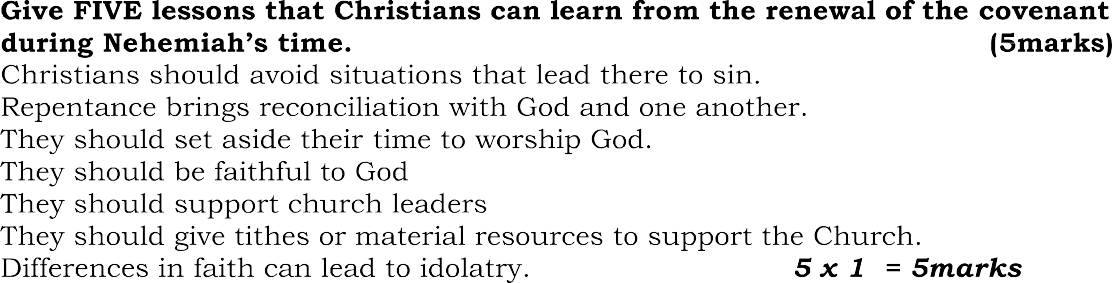 Give FIVE lessons that Christians can learn from the renewal of the covenant
during Nehemiah's time. (5marks)
Christians should avoid situations that lead there to sin.
Repentance brings reconciliation with God and one another.
They should set aside their time to worship God.
They should be faithful to God
They should support church leaders
They should give tithes or material resources to support the Church.
Differences in faith can lead to idolatry. 5 x 1 = 5marks